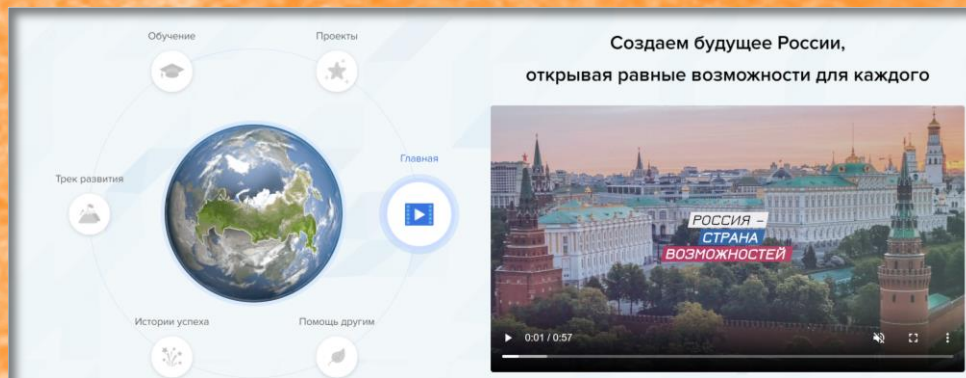 Обучение
Проекты
Главная
Трек развития
Истории успеха
Помощь другим
Создаем будущее России,
открывая равные возможности для каждого
РОССИЯ –
СТРАНА
ВОЗМОЖНОСТЕЙ
0:01 / 0:57